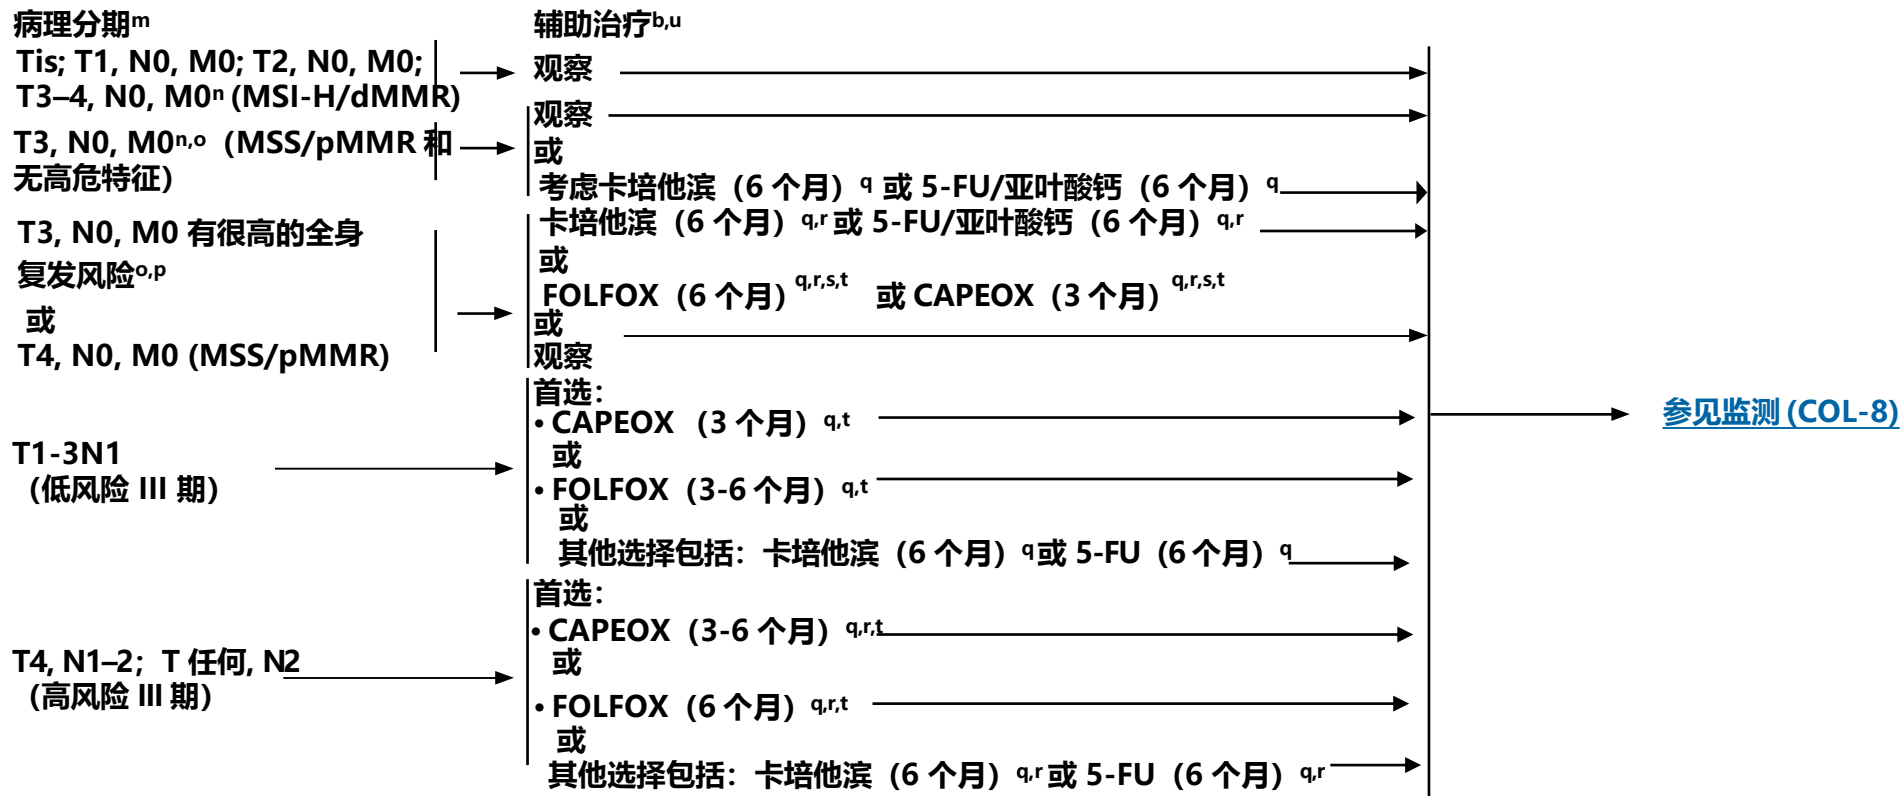 病理分期m
Tis; T1, N0, M0; T2, N0, M0;
T3–4, N0, M0n (MSI-H/dMMR)
辅助治疗b,u
观察
T3, N0, M0n,o（MSS/pMMR 和
无高危特征）
观察
或
考虑卡培他滨（6 个月）q 或 5-FU/亚叶酸钙（6 个月）q
T3, N0, M0 有很高的全身
复发风险o,p
或
T4, N0, M0 (MSS/pMMR)
卡培他滨（6 个月）q,r 或 5-FU/亚叶酸钙（6 个月）q,r
或
FOLFOX（6 个月）q,r,s,t 或 CAPEOX（3 个月）q,r,s,t
或
观察
T1-3N1
（低风险 III 期）
首选：
• CAPEOX （3 个月）q,t
或
• FOLFOX（3-6 个月）q,t
或
其他选择包括：卡培他滨（6 个月）q 或 5-FU（6 个月）q
T4, N1–2；T 任何, N2
（高风险 III 期）
首选：
• CAPEOX（3-6 个月）q,r,t
或
• FOLFOX（6 个月）q,r,t
或
其他选择包括：卡培他滨（6 个月）q,r 或 5-FU（6 个月）q,r
参见监测 (COL-8)